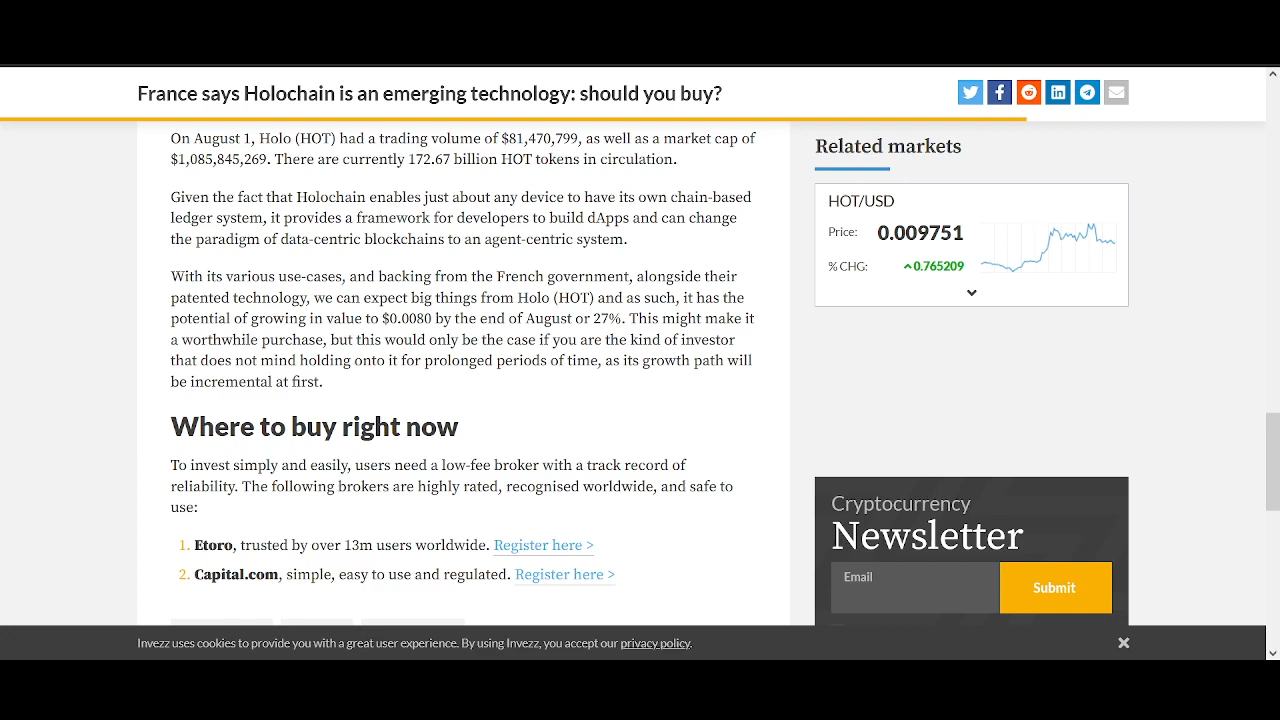 France says Holochain is an emerging technology: should you buy?
On August 1, Holo (HOT) had a trading volume of $81,470,799, as well as a market cap of
$1,085,845,269. There are currently 172.67 billion HOT tokens in circulation.
Given the fact that Holochain enables just about any device to have its own chain-based
ledger system, it provides a framework for developers to build dApps and can change
the paradigm of data-centric blockchains to an agent-centric system.
With its various use-cases, and backing from the French government, alongside their
patented technology, we can expect big things from Holo (HOT) and as such, it has the
potential of growing in value to $0.0080 by the end of August or 27%. This might make it
a worthwhile purchase, but this would only be the case if you are the kind of investor
that does not mind holding onto it for prolonged periods of time, as its growth path will
be incremental at first.
Where to buy right now
To invest simply and easily, users need a low-fee broker with a track record of
reliability. The following brokers are highly rated, recognised worldwide, and safe to
use:
1. Etoro, trusted by over 13m users worldwide. Register here >
2. Capital.com, simple, easy to use and regulated. Register here >
Related markets
HOT/USD
Price: 0.009751
% CHG: 0.765209
Cryptocurrency
Newsletter
Email
Submit
Invezz uses cookies to provide you with a great user experience. By using Invezz, you accept our privacy policy.